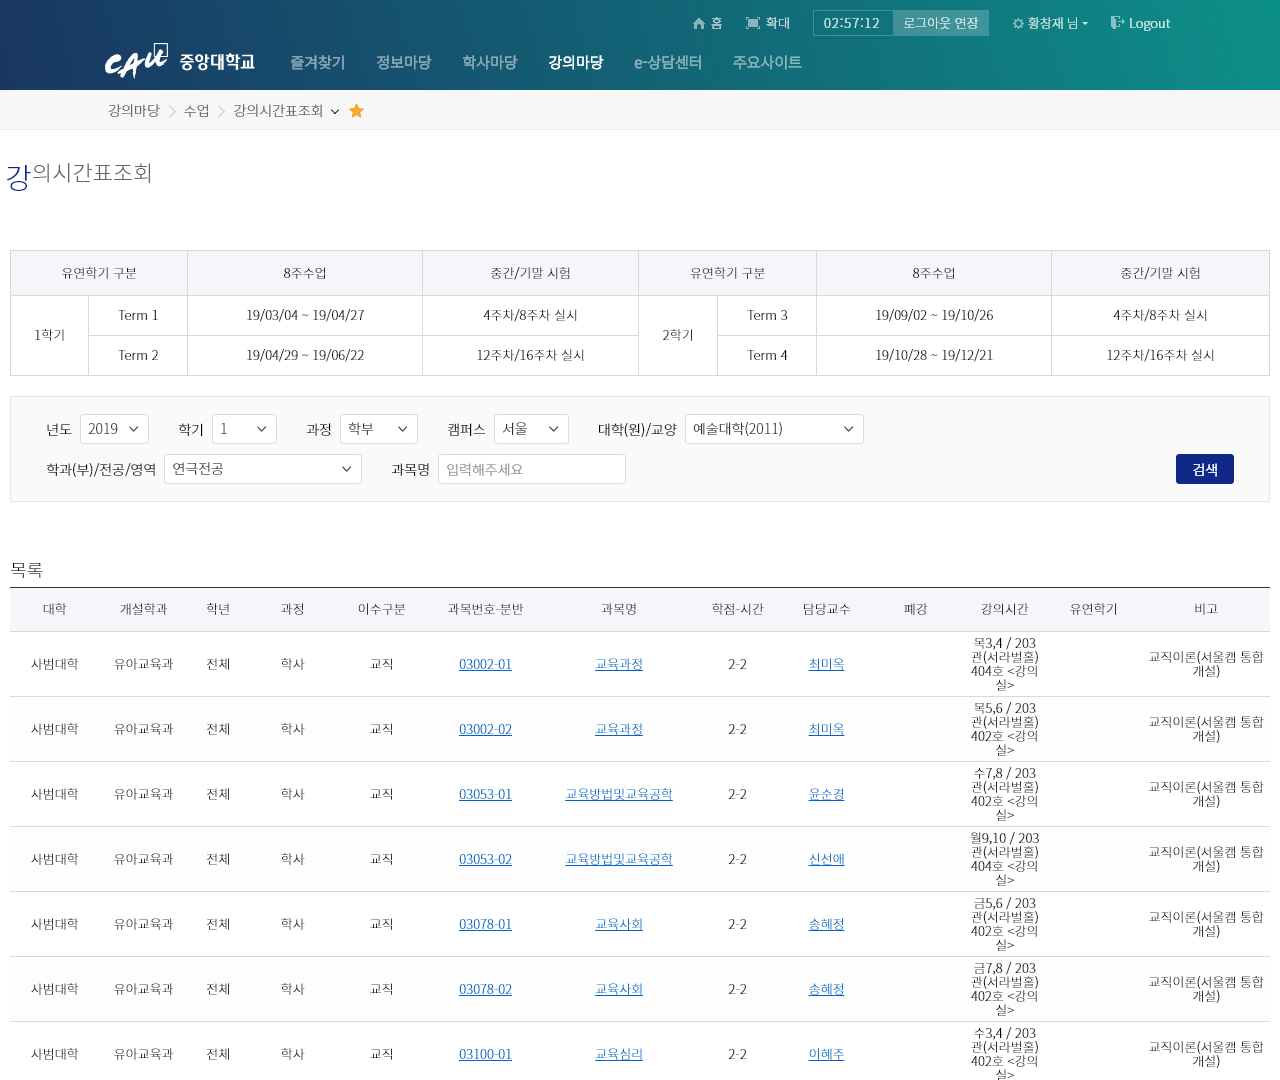 홈 확대 02:57:12 로그아웃 연장 황창재 님 Logout
CAU 중앙대학교 즐겨찾기 정보마당 학사마당 강의마당 e-상담센터 주요사이트
강의마당 수업 강의시간표조회
강의시간표조회
유연학기 구분 8주수업 중간/기말 시험 유연학기 구분 8주수업 중간/기말 시험
1학기 Term 1 19/03/04 ~ 19/04/27 4주차/8주차 실시 2학기 Term 3 19/09/02 ~ 19/10/26 4주차/8주차 실시
Term 2 19/04/29 ~ 19/06/22 12주차/16주차 실시 Term 4 19/10/28 ~ 19/12/21 12주차/16주차 실시
년도 2019 학기 1 과정 학부 캠퍼스 서울 대학(원)/교양 예술대학(2011)
학과(부)/전공/영역 연극전공 과목명 입력해주세요 검색
목록
대학 개설학과 학년 과정 이수구분 과목번호-분반 과목명 학점-시간 담당교수 폐강 강의시간 유연학기 비고
사범대학 유아교육과 전체 학사 교직 03002-01 교육과정 2-2 최미옥 목3,4 / 203
관(서라벌홀)
404호 <강의
실> 교직이론(서울캠 통합
개설)
사범대학 유아교육과 전체 학사 교직 03002-02 교육과정 2-2 최미옥 목5,6 / 203
관(서라벌홀)
402호 <강의
실> 교직이론(서울캠 통합
개설)
사범대학 유아교육과 전체 학사 교직 03053-01 교육방법및교육공학 2-2 윤순경 수7,8 / 203
관(서라벌홀)
402호 <강의
실> 교직이론(서울캠 통합
개설)
사범대학 유아교육과 전체 학사 교직 03053-02 교육방법및교육공학 2-2 신선애 월9,10 / 203
관(서라벌홀)
404호 <강의
실> 교직이론(서울캠 통합
개설)
사범대학 유아교육과 전체 학사 교직 03078-01 교육사회 2-2 송혜정 금5,6 / 203
관(서라벌홀)
402호 <강의
실> 교직이론(서울캠 통합
개설)
사범대학 유아교육과 전체 학사 교직 03078-02 교육사회 2-2 송혜정 금7,8 / 203
관(서라벌홀)
402호 <강의
실> 교직이론(서울캠 통합
개설)
사범대학 유아교육과 전체 학사 교직 03100-01 교육심리 2-2 이혜주 수3,4 / 203
관(서라벌홀)
402호 <강의
실> 교직이론(서울캠 통합
개설)